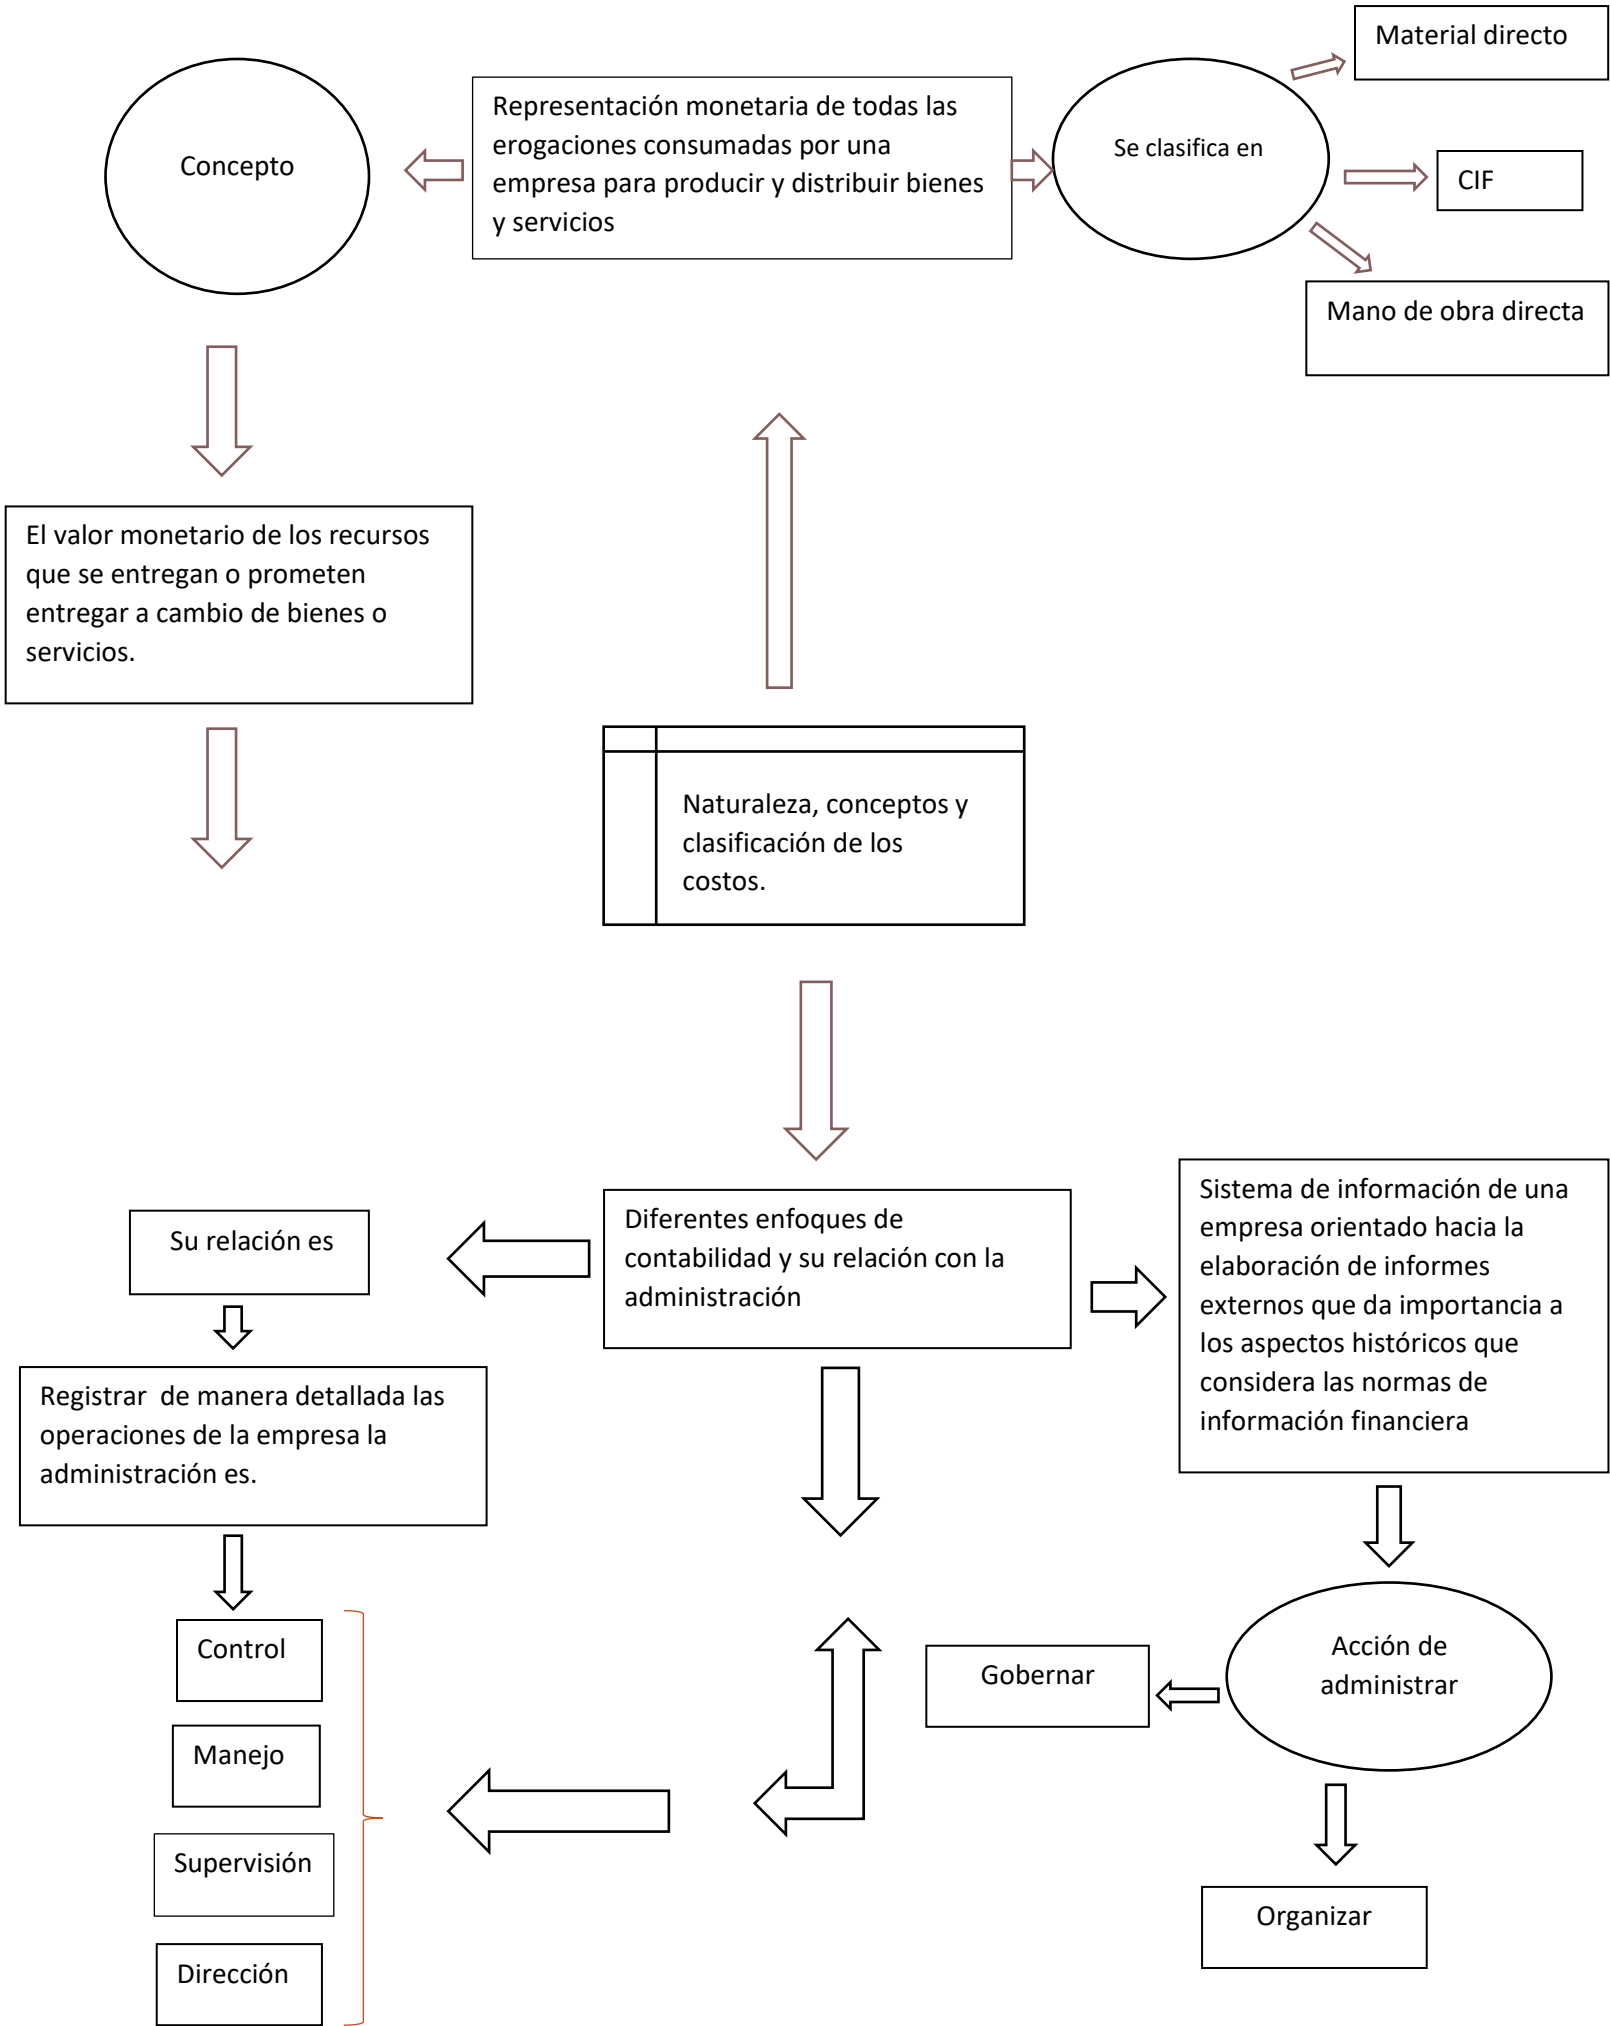 Material directo
Concepto
Representación monetaria de todas las
erogaciones consumadas por una
empresa para producir y distribuir bienes
y servicios
Se clasifica en
CIF
Mano de obra directa
El valor monetario de los recursos
que se entregan o prometen
entregar a cambio de bienes o
servicios.
Naturaleza, conceptos y
clasificación de los
costos.
Su relación es
Diferentes enfoques de
contabilidad y su relación con la
administración
Sistema de información de una
empresa orientado hacia la
elaboración de informes
externos que da importancia a
los aspectos históricos que
considera las normas de
información financiera
Registrar  de manera detallada las
operaciones de la empresa la
administración es.
Control
Manejo
Supervisión
Dirección
Gobernar
Acción de
administrar
Organizar